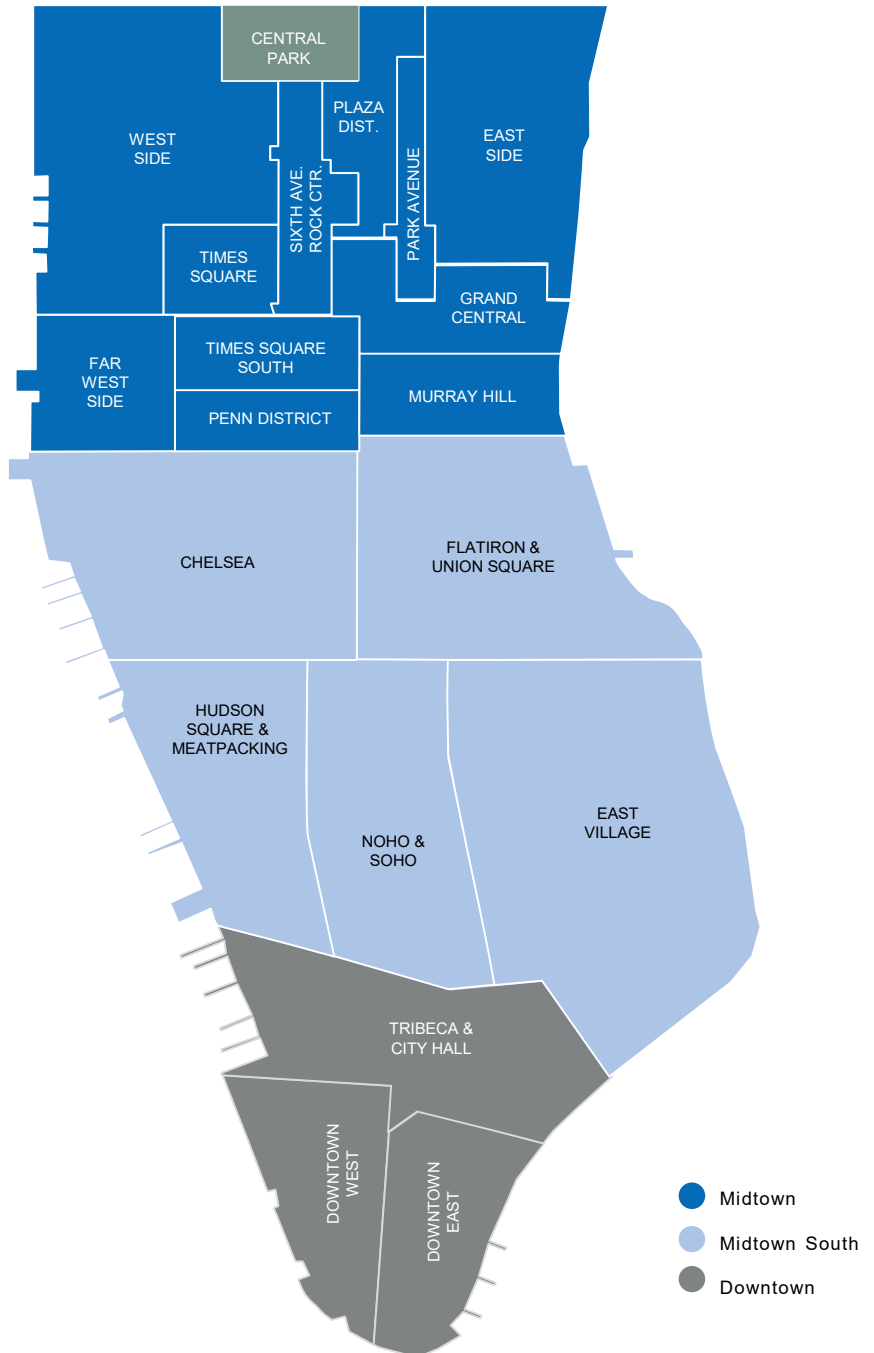 CENTRAL
PARK
PLAZA
DIST.
WEST
SIDE
EAST
SIDE
SIXTH AVE.
ROCK CTR.
PARK AVENUE
TIMES
SQUARE
GRAND
CENTRAL
FAR
WEST
SIDE
TIMES SQUARE
SOUTH
MURRAY HILL
PENN DISTRICT
CHELSEA
FLATIRON &
UNION SQUARE
HUDSON
SQUARE &
MEATPACKING
NOHO &
SOHO
EAST
VILLAGE
TRIBECA &
CITY HALL
DOWNTOWN
WEST
DOWNTOWN
EAST
Midtown
Midtown South
Downtown